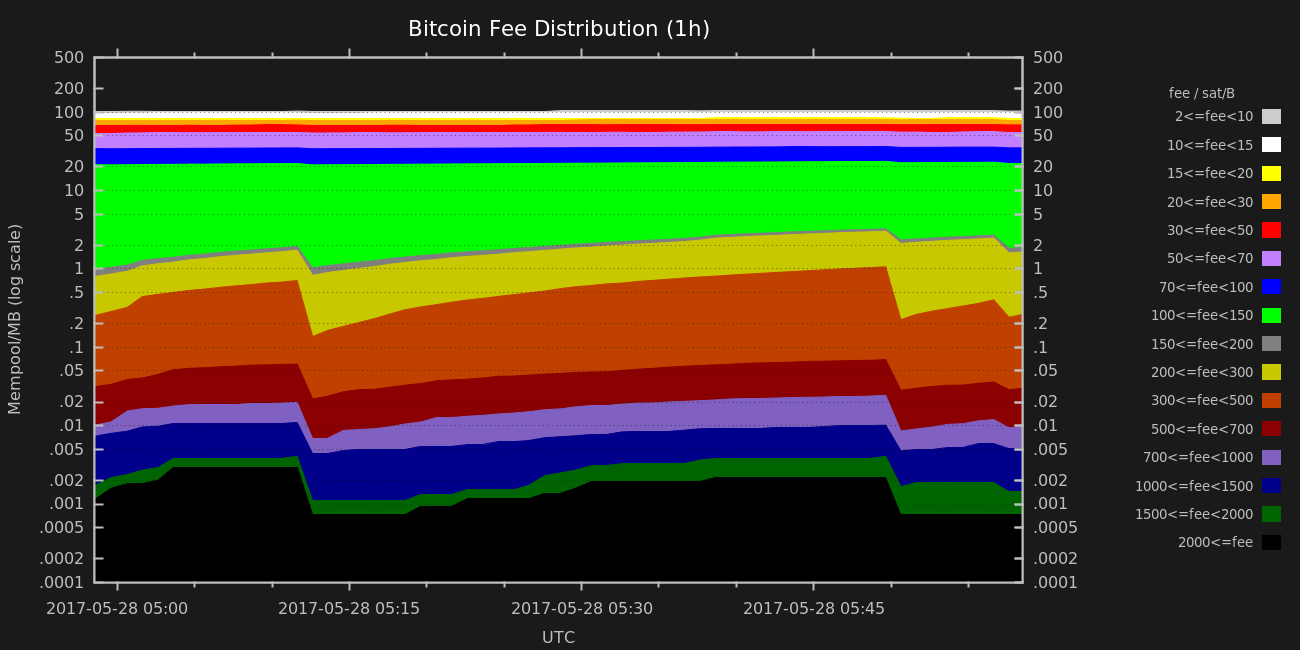 Bitcoin Fee Distribution (1h)
500 500
200 200
100 100
50 50
20 20
10 10
5 5
2 2
1 1
.5 .5
.2 .2
.1 .1
.05 .05
.02 .02
.01 .01
.005 .005
.002 .002
.001 .001
.0005 .0005
.0002 .0002
.0001 .0001
Mempool/MB (log scale)
2017-05-28 05:00 2017-05-28 05:15 2017-05-28 05:30 2017-05-28 05:45
UTC
fee / sat/B
2<=fee<10
10<=fee<15
15<=fee<20
20<=fee<30
30<=fee<50
50<=fee<70
70<=fee<100
100<=fee<150
150<=fee<200
200<=fee<300
300<=fee<500
500<=fee<700
700<=fee<1000
1000<=fee<1500
1500<=fee<2000
2000<=fee